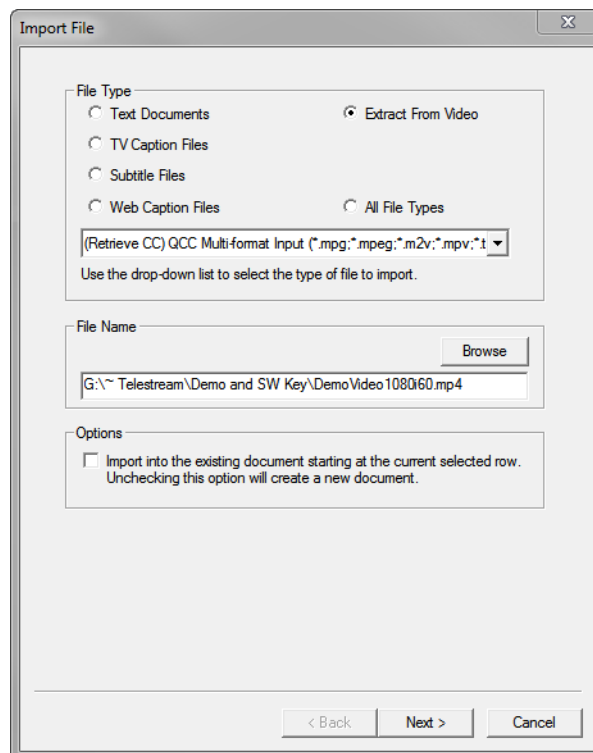 Import File
File Type
Text Documents
Extract From Video
TV Caption Files
Subtitle Files
Web Caption Files
All File Types
(Retrieve CC) QCC Multi-format Input (*.mpg;*.mpeg;*.m2v;*.mpv;*.t
Use the drop-down list to select the type of file to import.
File Name
Browse
G:\~ Telestream\Demo and SW Key\DemoVideo1080i60.mp4
Options
Import into the existing document starting at the current selected row.
Unchecking this option will create a new document.
< Back
Next >
Cancel